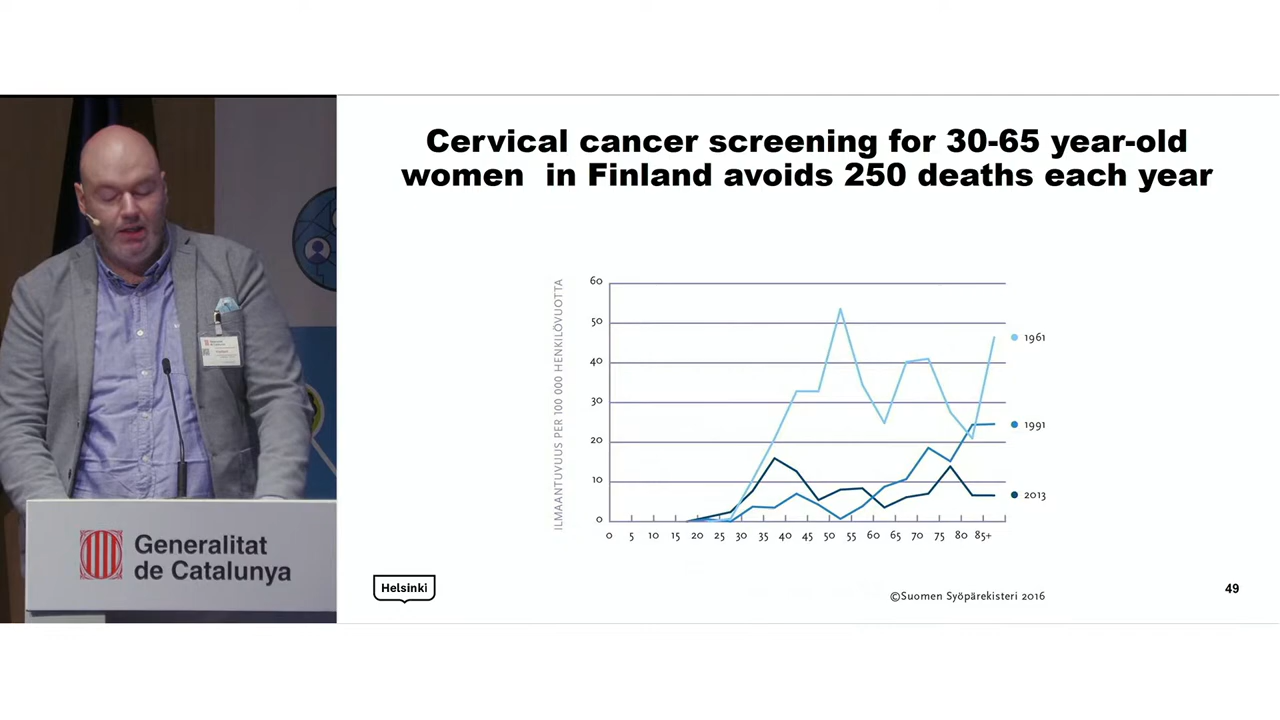 Cervical cancer screening for 30-65 year-old
women in Finland avoids 250 deaths each year
ILMAANTUVUUS PER 100 000 HENKILÖVUOTTA
60
50
40
30
20
10
0
0 5 10 15 20 25 30 35 40 45 50 55 60 65 70 75 80 85+
1961
1991
2013
Helsinki
©Suomen Syöpärekisteri 2016
49
Generalitat
de Catalunya